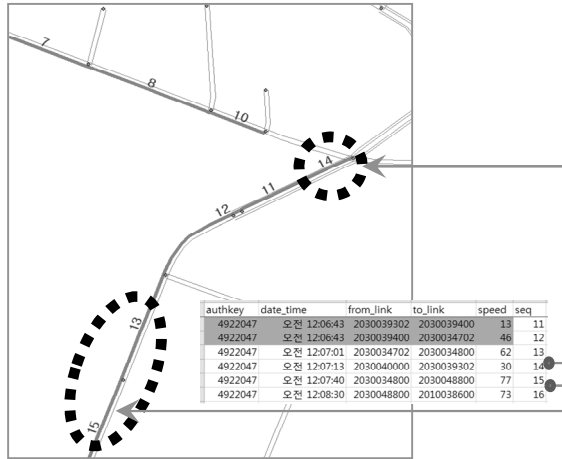 7
8
10
14
11
12
13
15
authkey date_time from_link to_link speed seq
4922047 오전 12:06:43 2030039302 2030039400 13 11
4922047 오전 12:06:43 2030039400 2030034702 46 12
4922047 오전 12:07:01 2030034702 2030034800 62 13
4922047 오전 12:07:13 2030040000 2030039302 30 14
4922047 오전 12:07:40 2030034800 2030048800 77 15
4922047 오전 12:08:30 2030048800 2010038600 73 16